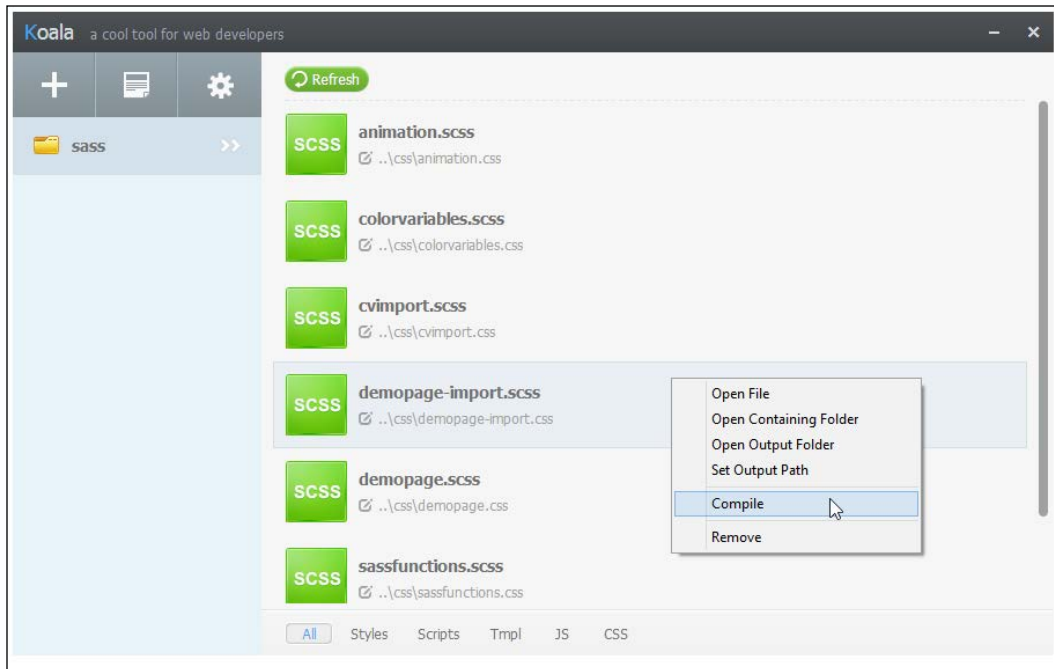 Koala a cool tool for web developers
Refresh
sass
SCSS
animation.scss
..\css\animation.css
SCSS
colorvariables.scss
..\css\colorvariables.css
SCSS
cvimport.scss
..\css\cvimport.css
SCSS
demopage-import.scss
..\css\demopage-import.css
Open File
Open Containing Folder
Open Output Folder
Set Output Path
Compile
Remove
SCSS
demopage.scss
..\css\demopage.css
SCSS
sassfunctions.scss
..\css\sassfunctions.css
All Styles Scripts Tmpl JS CSS